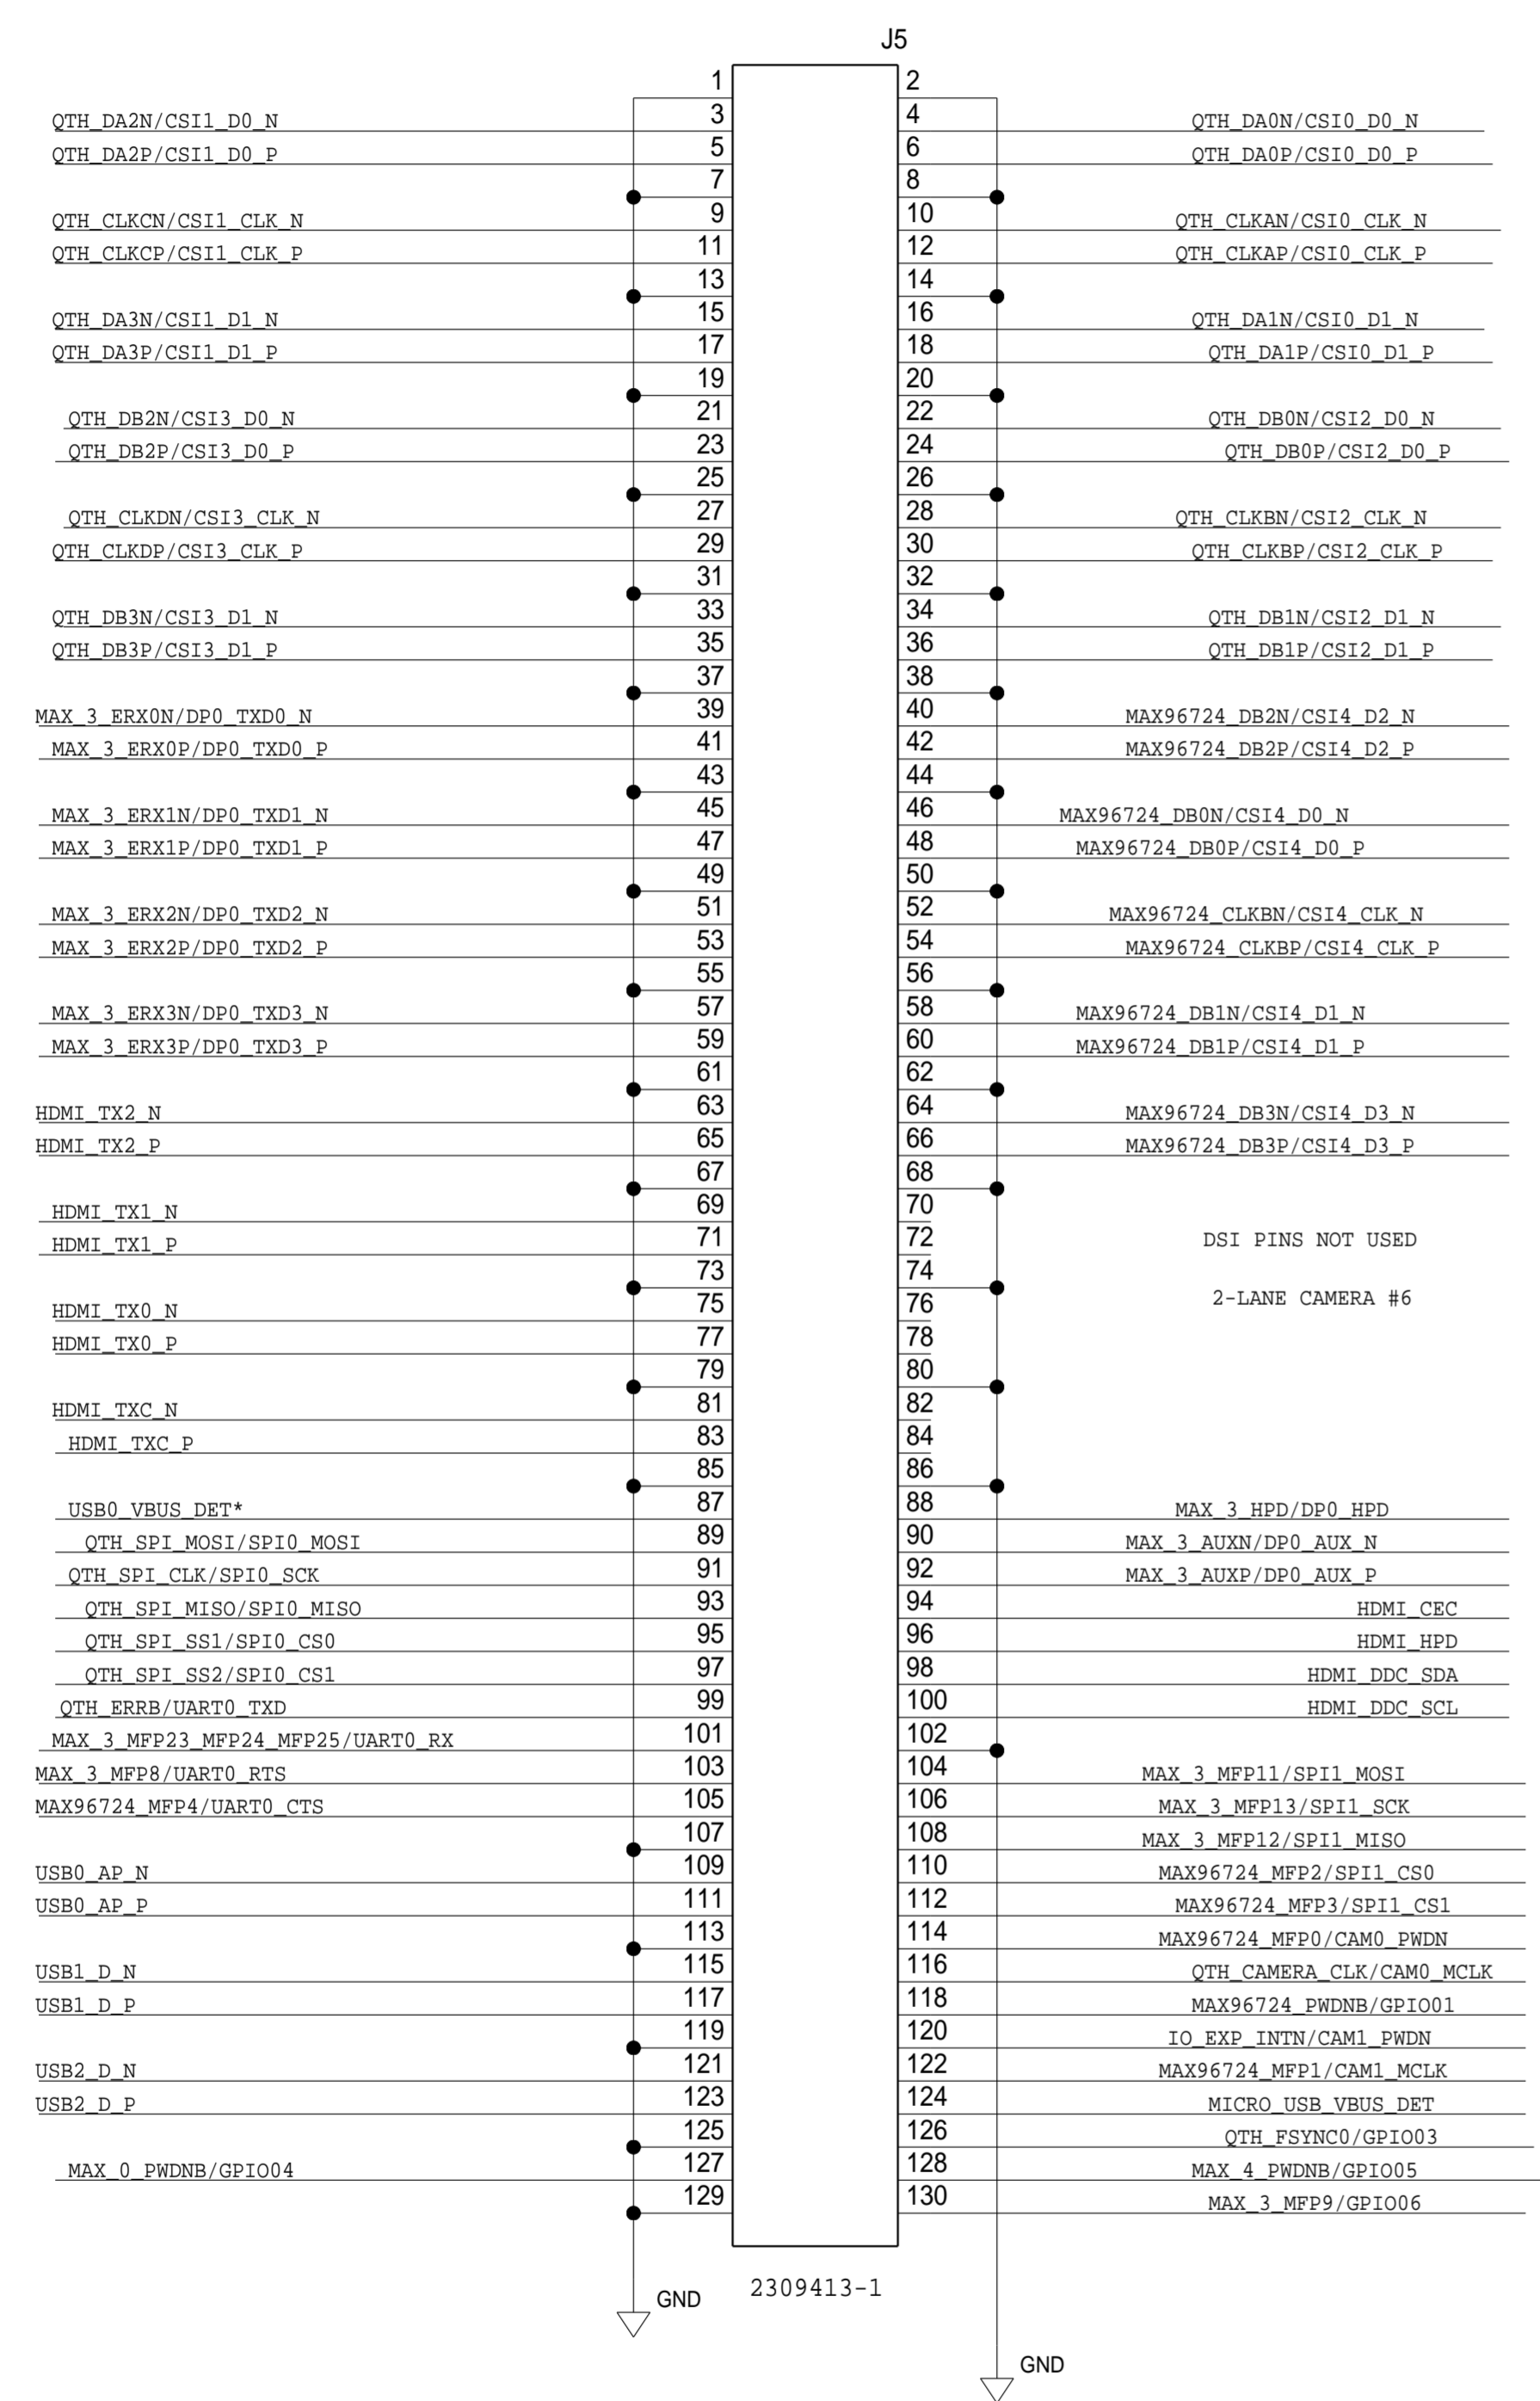 J5
1 2
QTH_DA2N/CSI1_D0_N 3 4 QTH_DA0N/CSI0_D0_N
QTH_DA2P/CSI1_D0_P 5 6 QTH_DA0P/CSI0_D0_P
7 8
QTH_CLKCN/CSI1_CLK_N 9 10 QTH_CLKAN/CSI0_CLK_N
QTH_CLKCP/CSI1_CLK_P 11 12 QTH_CLKAP/CSI0_CLK_P
13 14
QTH_DA3N/CSI1_D1_N 15 16 QTH_DA1N/CSI0_D1_N
QTH_DA3P/CSI1_D1_P 17 18 QTH_DA1P/CSI0_D1_P
19 20
QTH_DB2N/CSI3_D0_N 21 22 QTH_DB0N/CSI2_D0_N
QTH_DB2P/CSI3_D0_P 23 24 QTH_DB0P/CSI2_D0_P
25 26
QTH_CLKDN/CSI3_CLK_N 27 28 QTH_CLKBN/CSI2_CLK_N
QTH_CLKDP/CSI3_CLK_P 29 30 QTH_CLKBP/CSI2_CLK_P
31 32
QTH_DB3N/CSI3_D1_N 33 34 QTH_DB1N/CSI2_D1_N
QTH_DB3P/CSI3_D1_P 35 36 QTH_DB1P/CSI2_D1_P
37 38
MAX_3_ERX0N/DP0_TXD0_N 39 40 MAX96724_DB2N/CSI4_D2_N
MAX_3_ERX0P/DP0_TXD0_P 41 42 MAX96724_DB2P/CSI4_D2_P
43 44
MAX_3_ERX1N/DP0_TXD1_N 45 46 MAX96724_DB0N/CSI4_D0_N
MAX_3_ERX1P/DP0_TXD1_P 47 48 MAX96724_DB0P/CSI4_D0_P
49 50
MAX_3_ERX2N/DP0_TXD2_N 51 52 MAX96724_CLKBN/CSI4_CLK_N
MAX_3_ERX2P/DP0_TXD2_P 53 54 MAX96724_CLKBP/CSI4_CLK_P
55 56
MAX_3_ERX3N/DP0_TXD3_N 57 58 MAX96724_DB1N/CSI4_D1_N
MAX_3_ERX3P/DP0_TXD3_P 59 60 MAX96724_DB1P/CSI4_D1_P
61 62
HDMI_TX2_N 63 64 MAX96724_DB3N/CSI4_D3_N
HDMI_TX2_P 65 66 MAX96724_DB3P/CSI4_D3_P
67 68
HDMI_TX1_N 69 70
HDMI_TX1_P 71 72 DSI PINS NOT USED
73 74
HDMI_TX0_N 75 76 2-LANE CAMERA #6
HDMI_TX0_P 77 78
79 80
HDMI_TXC_N 81 82
HDMI_TXC_P 83 84
85 86
USB0_VBUS_DET* 87 88 MAX_3_HPD/DP0_HPD
QTH_SPI_MOSI/SPI0_MOSI 89 90 MAX_3_AUXN/DP0_AUX_N
QTH_SPI_CLK/SPI0_SCK 91 92 MAX_3_AUXP/DP0_AUX_P
QTH_SPI_MISO/SPI0_MISO 93 94 HDMI_CEC
QTH_SPI_SS1/SPI0_CS0 95 96 HDMI_HPD
QTH_SPI_SS2/SPI0_CS1 97 98 HDMI_DDC_SDA
QTH_ERRB/UART0_TXD 99 100 HDMI_DDC_SCL
MAX_3_MFP23_MFP24_MFP25/UART0_RX 101 102
MAX_3_MFP8/UART0_RTS 103 104 MAX_3_MFP11/SPI1_MOSI
MAX96724_MFP4/UART0_CTS 105 106 MAX_3_MFP13/SPI1_SCK
107 108 MAX_3_MFP12/SPI1_MISO
USB0_AP_N 109 110 MAX96724_MFP2/SPI1_CS0
USB0_AP_P 111 112 MAX96724_MFP3/SPI1_CS1
113 114 MAX96724_MFP0/CAM0_PWDN
USB1_D_N 115 116 QTH_CAMERA_CLK/CAM0_MCLK
USB1_D_P 117 118 MAX96724_PWDNB/GPIO01
119 120 IO_EXP_INTN/CAM1_PWDN
USB2_D_N 121 122 MAX96724_MFP1/CAM1_MCLK
USB2_D_P 123 124 MICRO_USB_VBUS_DET
125 126 QTH_FSYNC0/GPIO03
MAX_0_PWDNB/GPIO04 127 128 MAX_4_PWDNB/GPIO05
129 130 MAX_3_MFP9/GPIO06
2309413-1
GND
GND